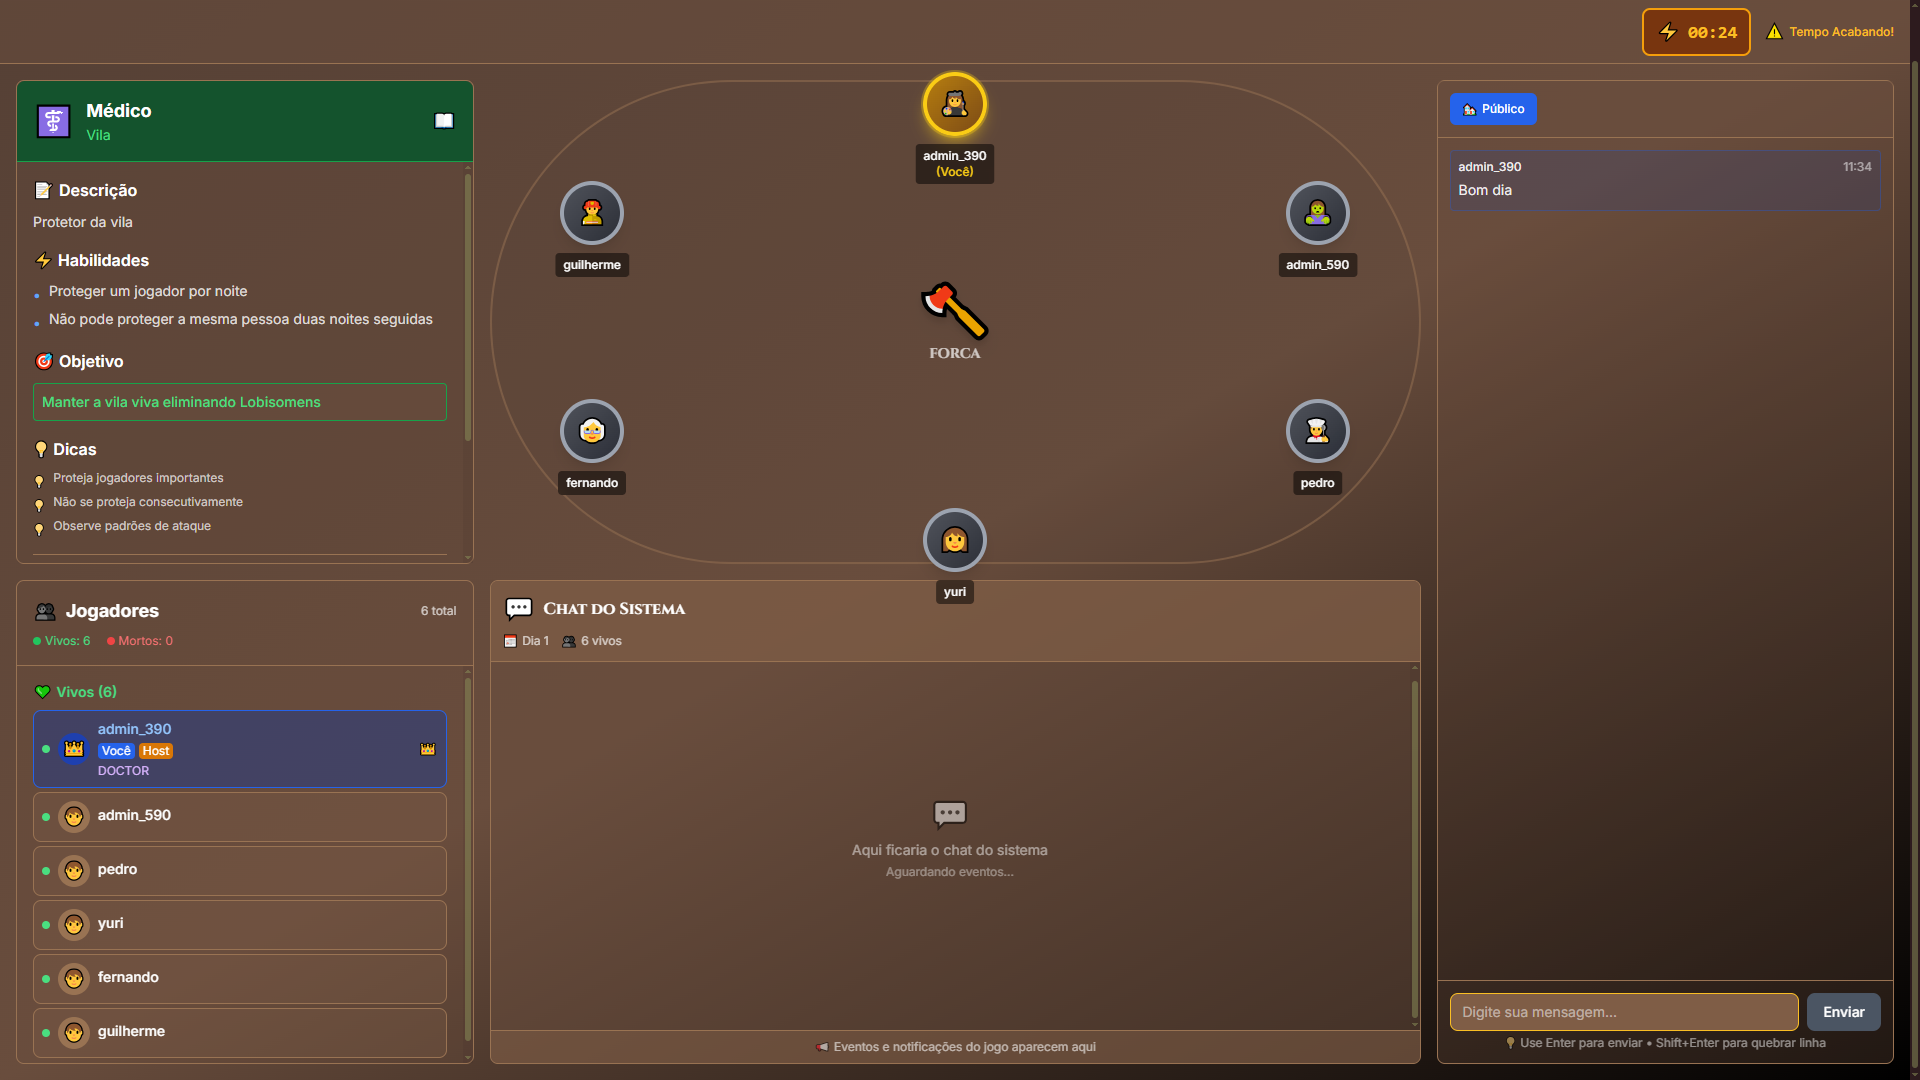 00:24
Tempo Acabando!
Médico
Vila
Descrição
Protetor da vila
Habilidades
Proteger um jogador por noite
Não pode proteger a mesma pessoa duas noites seguidas
Objetivo
Manter a vila viva eliminando Lobisomens
Dicas
Proteja jogadores importantes
Não se proteja consecutivamente
Observe padrões de ataque
Jogadores
6 total
Vivos: 6
Mortos: 0
Vivos (6)
admin_390
Você Host
DOCTOR
admin_590
pedro
yuri
fernando
guilherme
admin_390
(Você)
guilherme
admin_590
FORCA
fernando
pedro
yuri
Chat do Sistema
Dia 1
6 vivos
Aqui ficaria o chat do sistema
Aguardando eventos...
Eventos e notificações do jogo aparecem aqui
Público
admin_390
11:34
Bom dia
Digite sua mensagem...
Enviar
Use Enter para enviar • Shift+Enter para quebrar linha